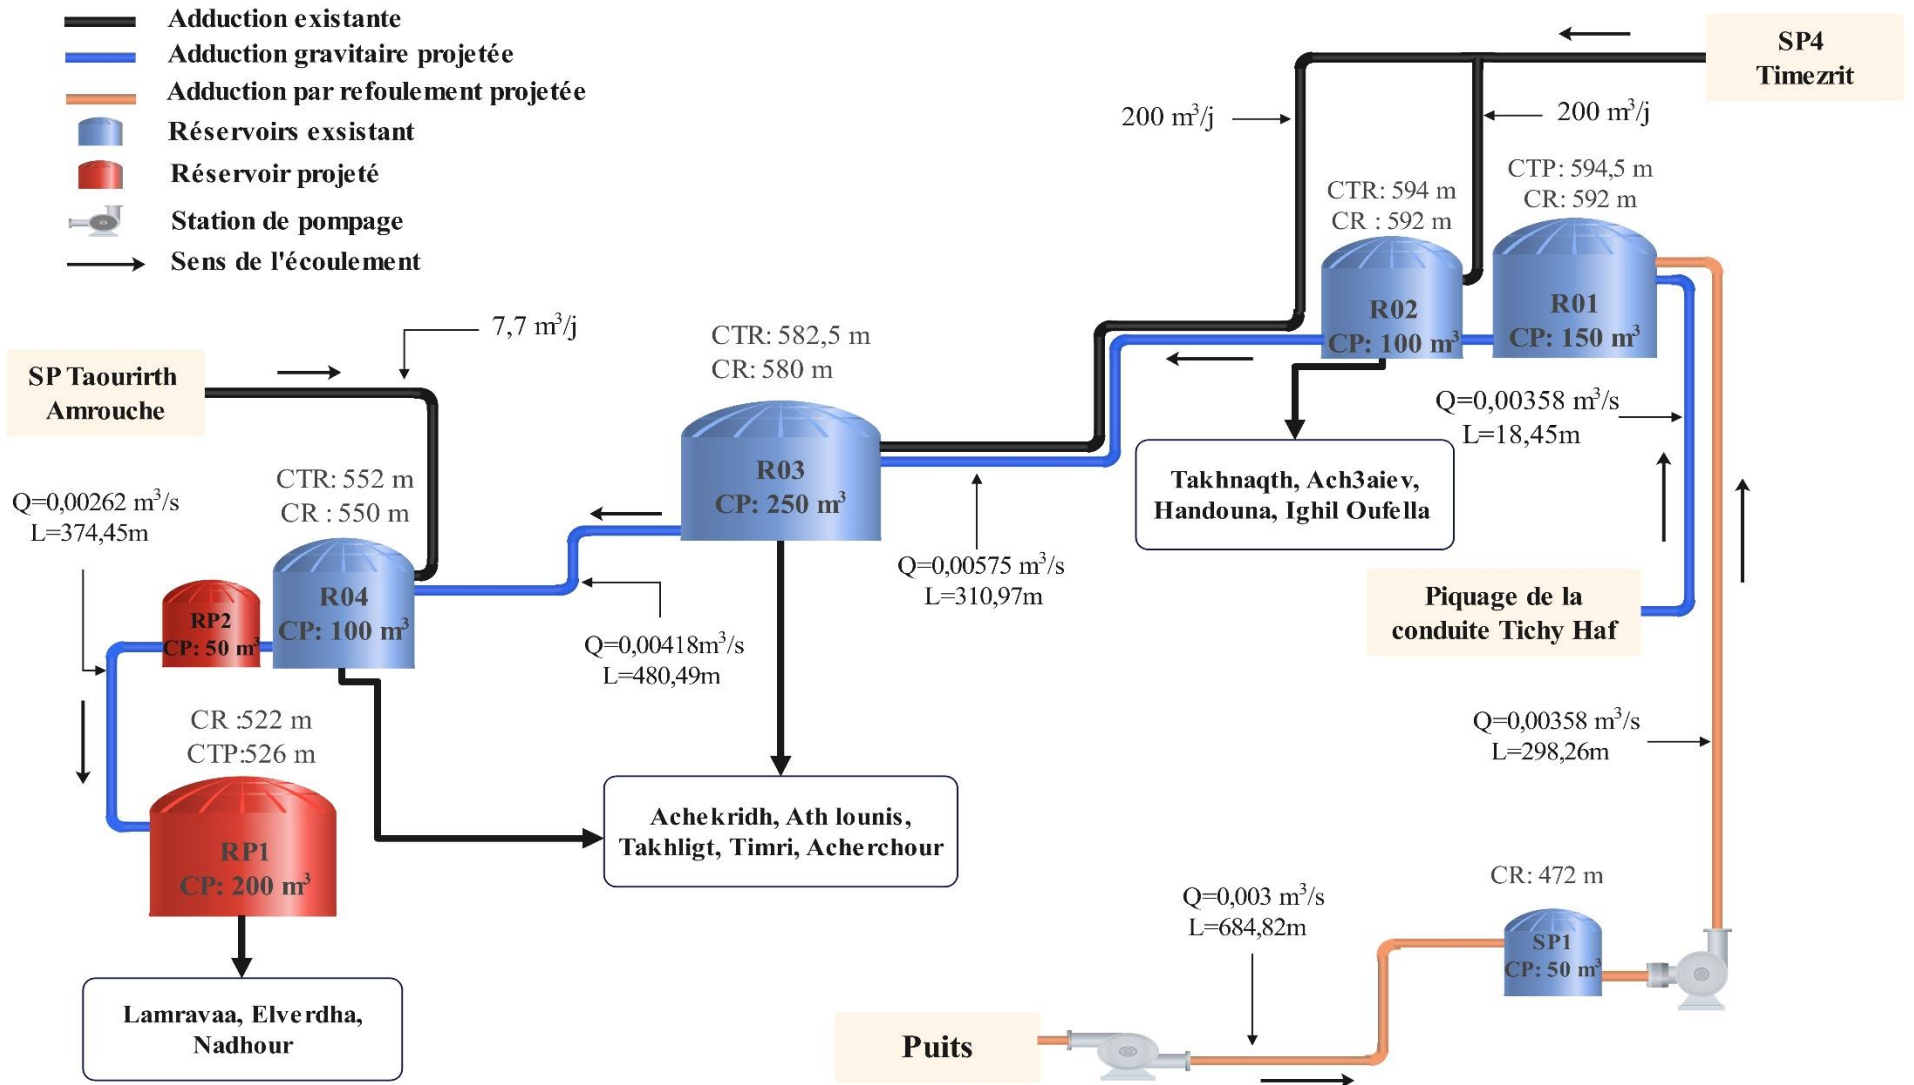 Adduction existante
Adduction gravitaire projetée
Adduction par refoulement projetée
Réservoirs exsistant
Réservoir projeté
Station de pompage
Sens de l'écoulement
SP4
Timezrit
200 m³/j
200 m³/j
CTP: 594,5 m
CR: 592 m
CTR: 594 m
CR : 592 m
R02
CP: 100 m³
R01
CP: 150 m³
7,7 m³/j
SP Taourirth
Amrouche
CTR: 582,5 m
CR: 580 m
R03
CP: 250 m³
Q=0,00358 m³/s
L=18,45m
Takhnaqth, Ach3aiev,
Handouna, Ighil Oufella
CTR: 552 m
CR : 550 m
Q=0,00262 m³/s
L=374,45m
R04
CP: 100 m³
RP2
CP: 50 m³
Q=0,00575 m³/s
L=310,97m
Piquage de la
conduite Tichy Haf
Q=0,00418m³/s
L=480,49m
CR :522 m
CTP:526 m
Q=0,00358 m³/s
L=298,26m
RP1
CP: 200 m³
Achekridh, Ath lounis,
Takhligt, Timri, Acherchour
CR: 472 m
Q=0,003 m³/s
L=684,82m
SP1
CP: 50 m³
Lamravaa, Elverdha,
Nadhour
Puits